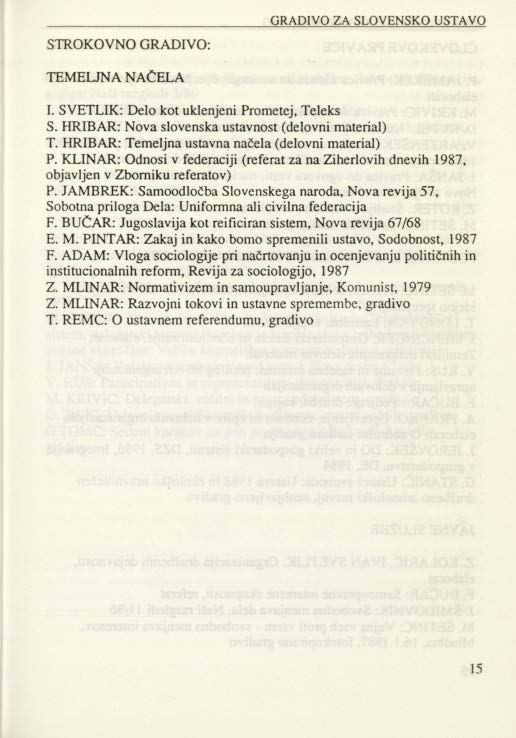 GRADIVO ZA SLOVENSKO USTAVO
STROKOVNO GRADIVO:
TEMELJNA NAČELA
I. SVETLIK: Delo kot uklenjeni Prometej, Teleks
S. HRIBAR: Nova slovenska ustavnost (delovni material)
T. HRIBAR: Temeljna ustavna načela (delovni material)
P. KLINAR: Odnosi v federaciji (referat za na Ziherlovih dnevih 1987,
objavljen v Zborniku referatov)
P. JAMBREK: Samoodločba Slovenskega naroda, Nova revija 57,
Sobotna priloga Dela: Uniformna ali civilna federacija
F. BUČAR: Jugoslavija kot reificiran sistem, Nova revija 67/68
E. M. PINTAR: Zakaj in kako bomo spremenili ustavo, Sodobnost, 1987
F. ADAM: Vloga sociologije pri načrtovanju in ocenjevanju političnih in
institucionalnih reform, Revija za sociologijo, 1987
Z. MLINAR: Normativizem in samoupravljanje, Komunist, 1979
Z. MLINAR: Razvojni tokovi in ustavne spremembe, gradivo
T. REMC: O ustavnem referendumu, gradivo
15